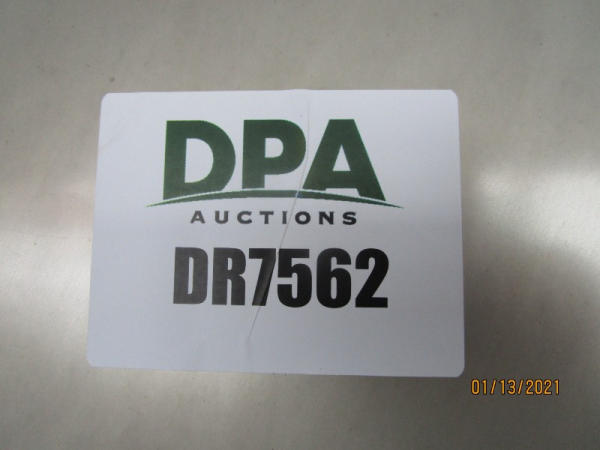 DPA
AUCTIONS
DR7562
01/13/2021